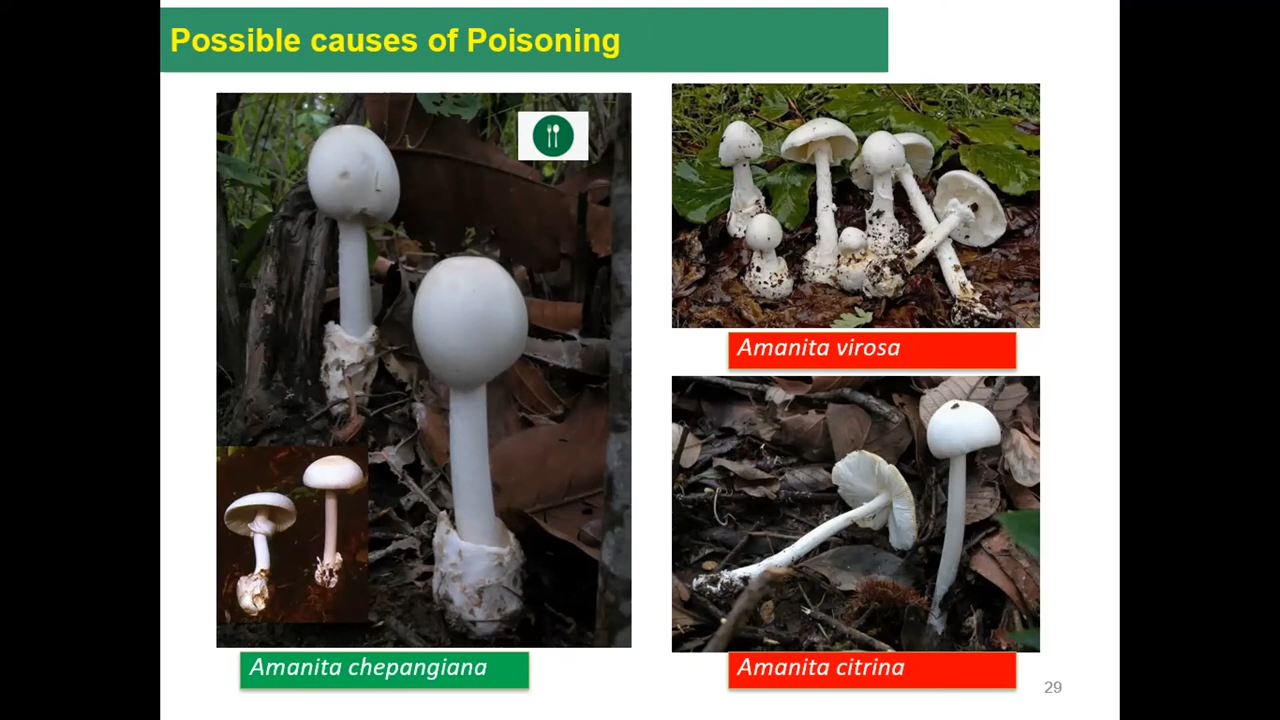 Possible causes of Poisoning
Amanita virosa
Amanita chepangiana
Amanita citrina
29